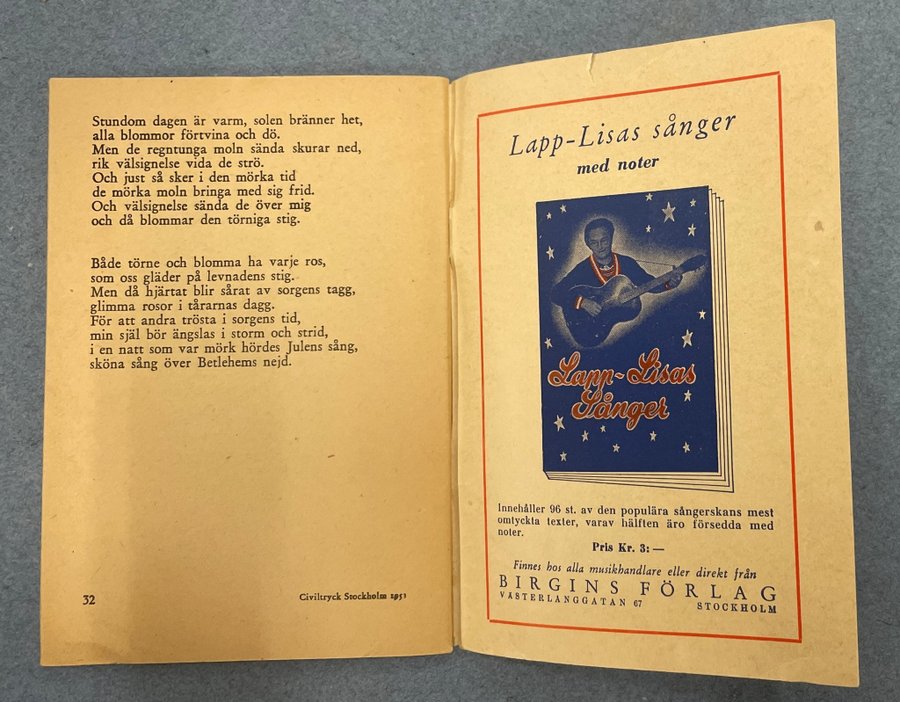 Stundom dagen är varm, solen bränner het,
alla blommor förtvina och dö.
Men de regntunga moln sända skurar ned,
rik välsignelse vida de strö.
Och just så sker i den mörka tid
de mörka moln bringa med sig frid.
Och välsignelse sända de över mig
och då blommar den törniga stig.
Både törne och blomma ha varje ros,
som oss gläder på levnadens stig.
Men då hjärtat blir sårat av sorgens tagg,
glimma rosor i tårarnas dagg.
För att andra trösta i sorgens tid,
min själ bör ängslas i storm och strid,
i en natt som var mörk hördes Julens sång,
sköna sång över Betlehems nejd.
32
Civiltryck Stockholm 1951
Lapp-Lisas sånger
med noter
Lapp-Lisas
Sånger
Innehåller 96 st. av den populära sångerskans mest
omtyckta texter, varav hälften äro försedda med
noter.
Pris Kr. 3: —
Finnes hos alla musikhandlare eller direkt från
BIRGINS FÖRLAG
VÄSTERLÅNGGATAN 67 STOCKHOLM